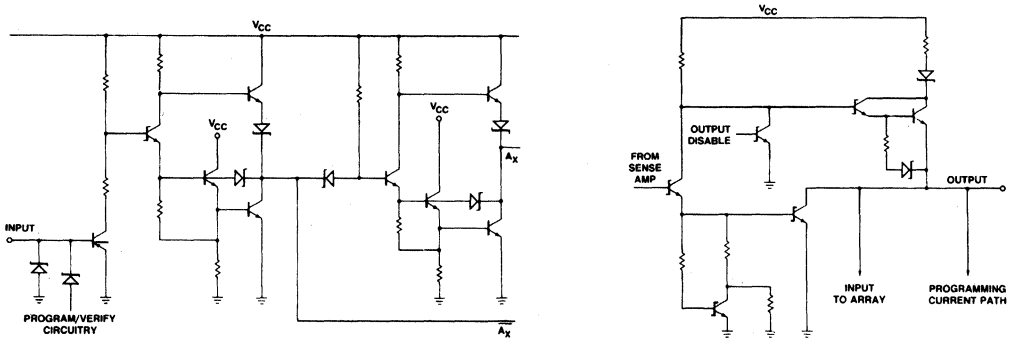 VCC
VCC
VCC
AX
INPUT
PROGRAM/VERIFY
CIRCUITRY
AX
VCC
OUTPUT
DISABLE
FROM
SENSE
AMP
OUTPUT
INPUT
TO ARRAY
PROGRAMMING
CURRENT PATH